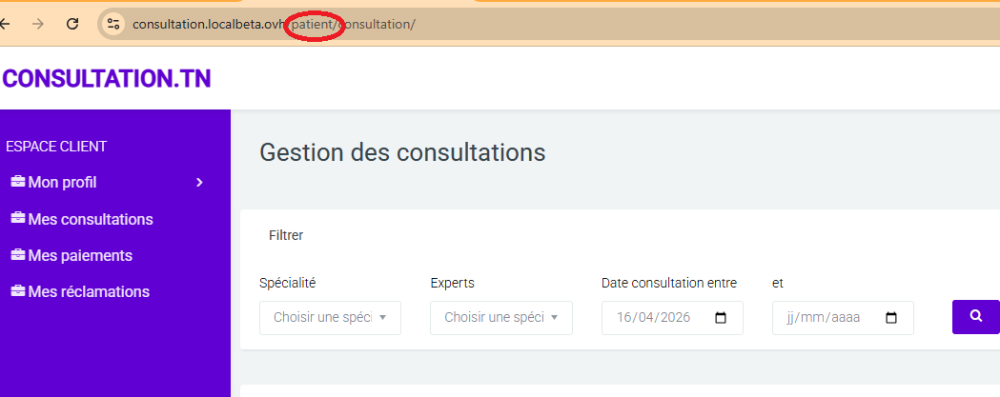 consultation.localbeta.ovh/patient/consultation/
CONSULTATION.TN
ESPACE CLIENT
Mon profil
Mes consultations
Mes paiements
Mes réclamations
Gestion des consultations
Filtrer
Spécialité Experts Date consultation entre et
Choisir une spéci Choisir une spéci 16/04/2026 jj/mm/aaaa